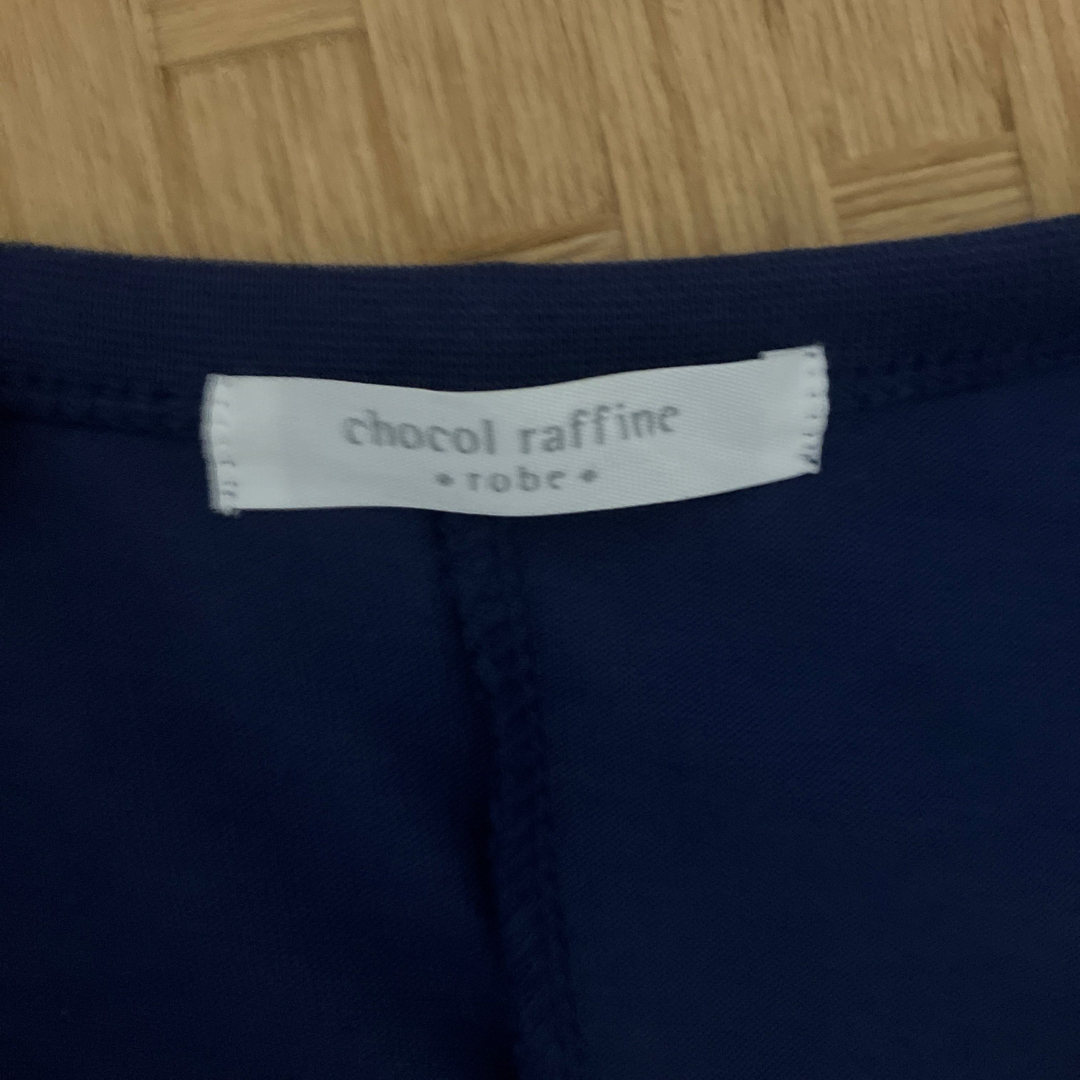 chocol raffine
• robe •